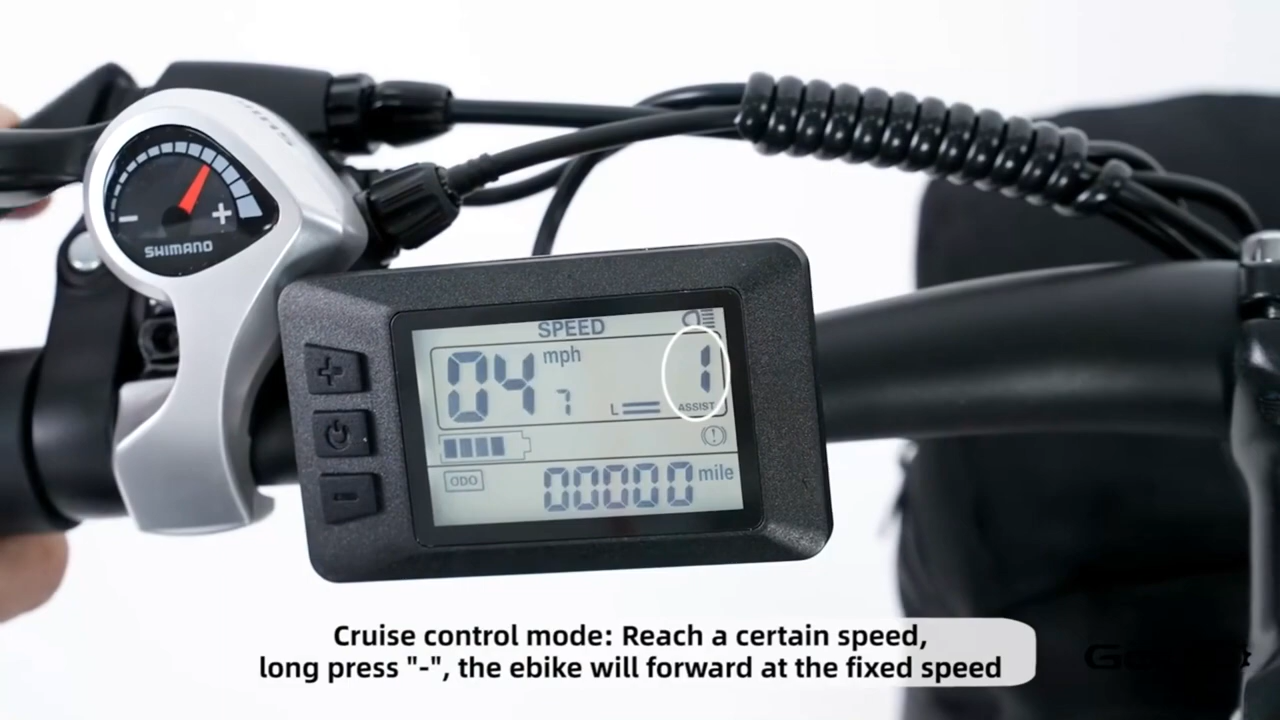 SHIMANO
SPEED
04 mph
7
L
1
ASSIST
ODO
00000 mile
Cruise control mode: Reach a certain speed,
long press "-", the ebike will forward at the fixed speed